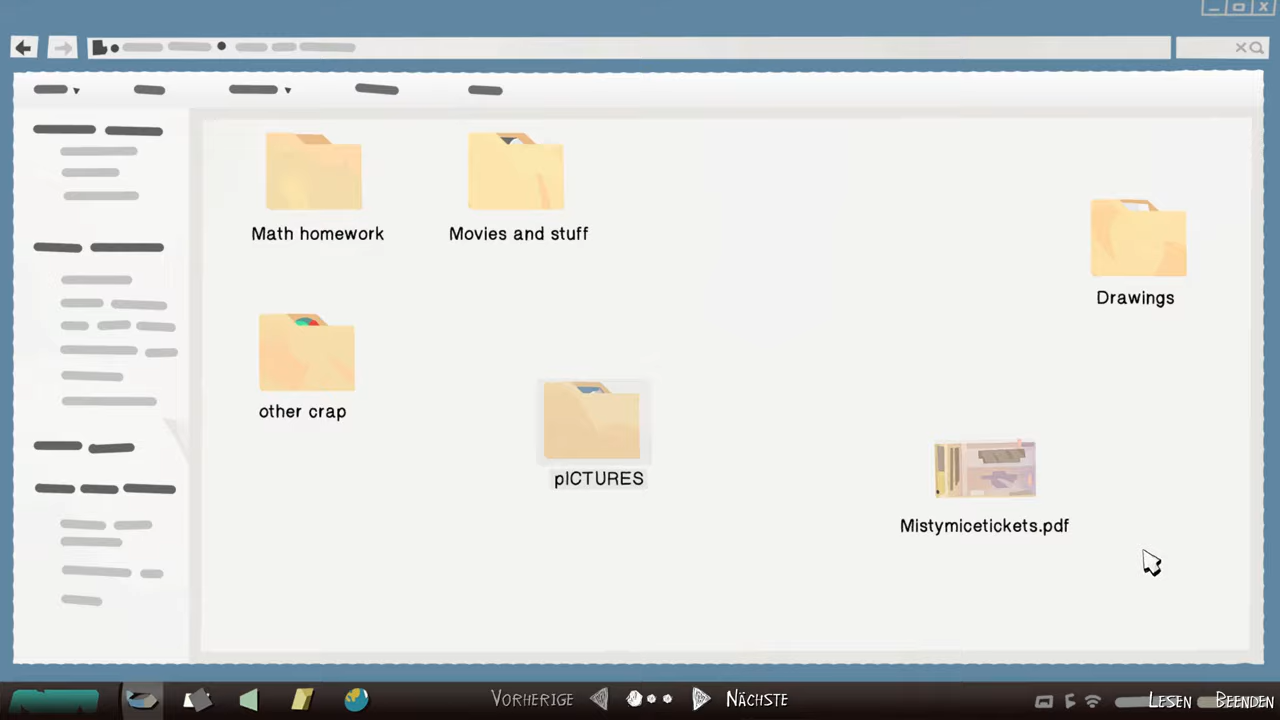 Math homework
Movies and stuff
Drawings
other crap
pICTURES
Mistymicetickets.pdf
VORHERIGE
NÄCHSTE
LESEN
BEENDEN